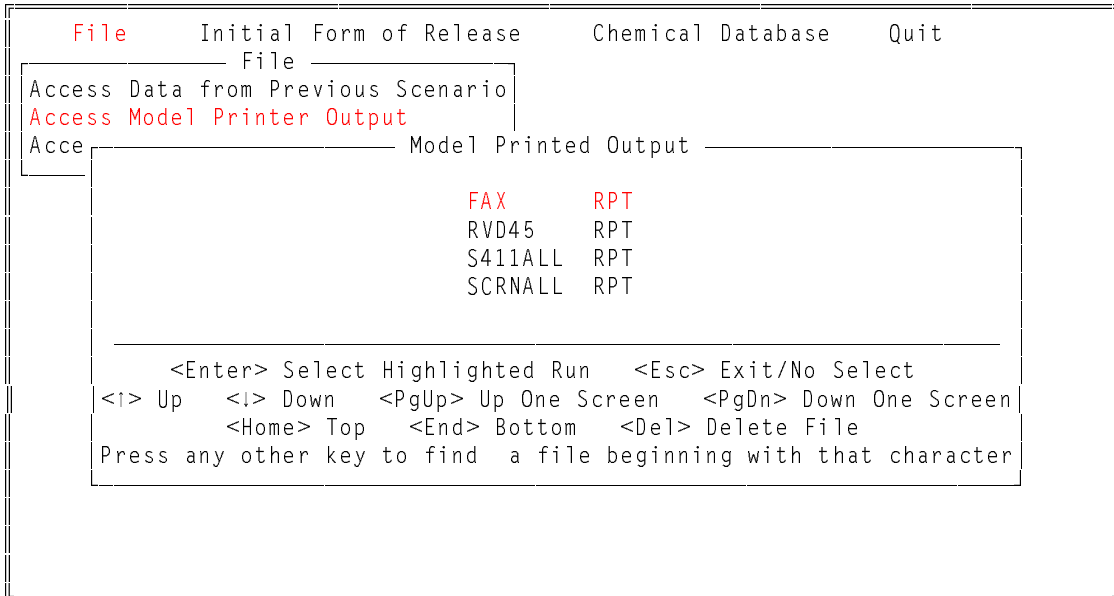 File Initial Form of Release Chemical Database Quit
File
Access Data from Previous Scenario
Access Model Printer Output
Acce
Model Printed Output
FAX RPT
RVD45 RPT
S411ALL RPT
SCRNALL RPT
<Enter> Select Highlighted Run <Esc> Exit/No Select
<↑> Up <↓> Down <PgUp> Up One Screen <PgDn> Down One Screen
<Home> Top <End> Bottom <Del> Delete File
Press any other key to find a file beginning with that character